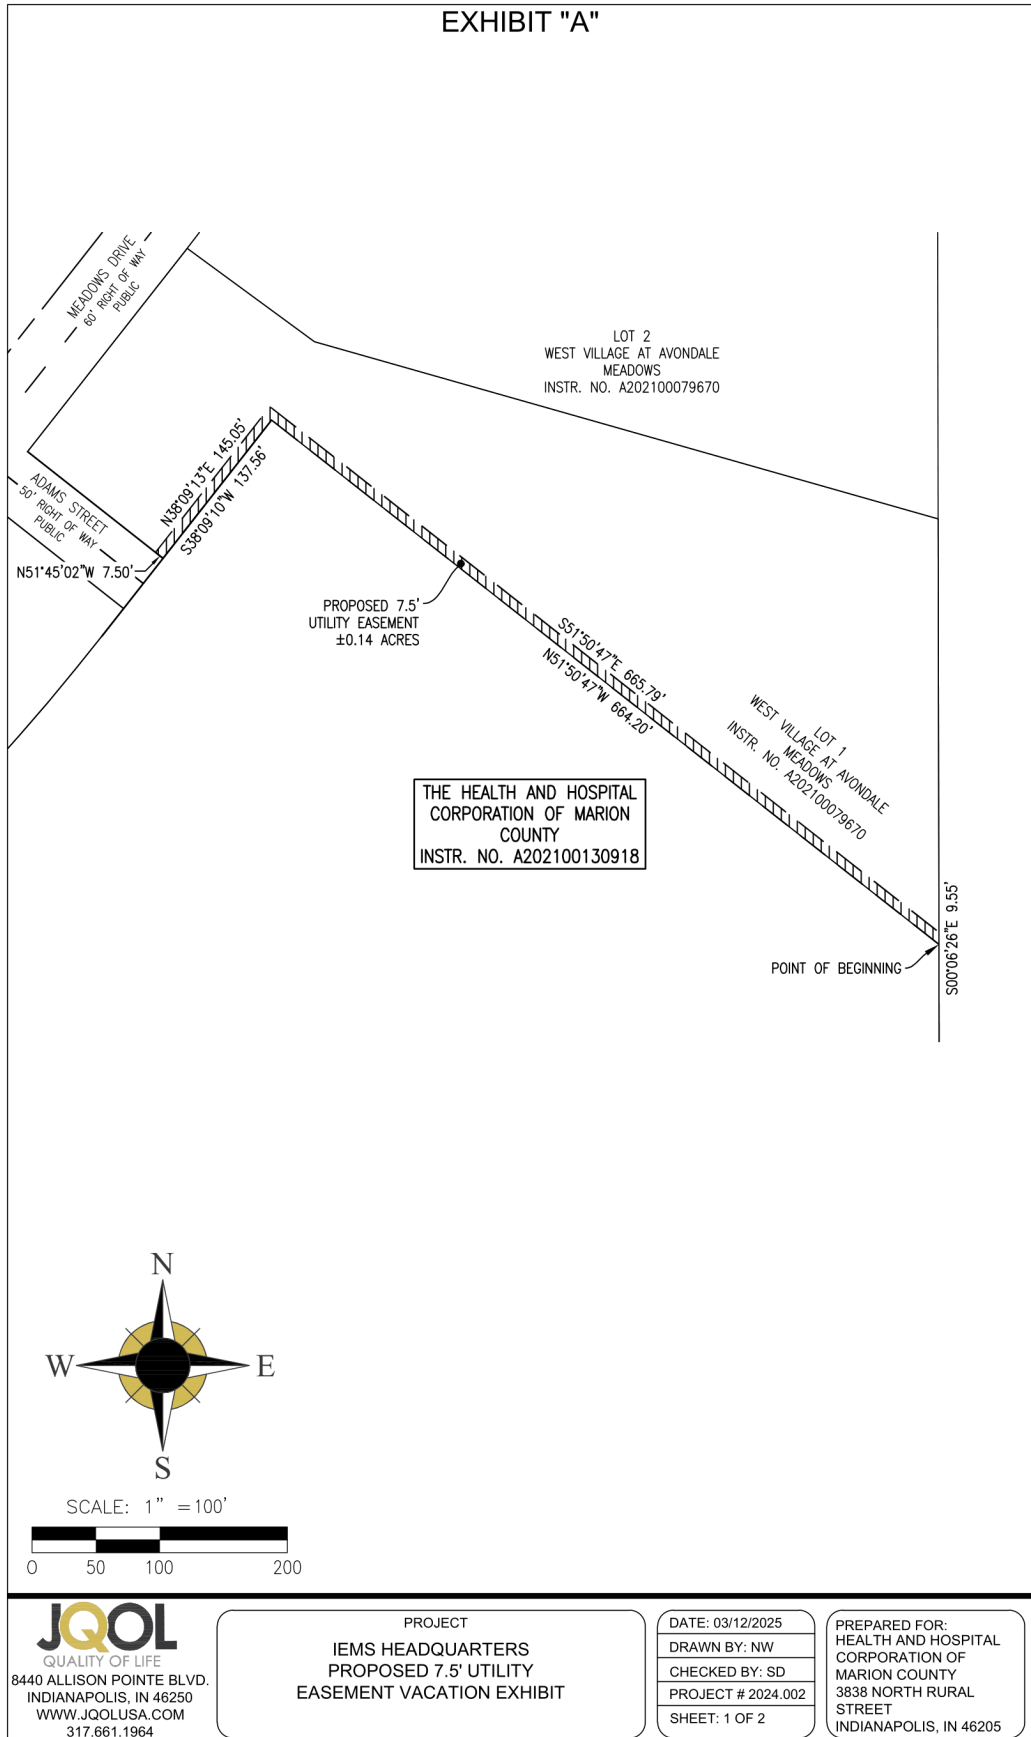 EXHIBIT "A"
MEADOWS DRIVE
60' RIGHT OF WAY
PUBLIC
LOT 2
WEST VILLAGE AT AVONDALE
MEADOWS
INSTR. NO. A202100079670
ADAMS STREET
50' RIGHT OF WAY
PUBLIC
N38°09'13"E 145.05'
S38°09'10"W 137.56'
N51°45'02"W 7.50'
PROPOSED 7.5'
UTILITY EASEMENT
±0.14 ACRES
S51°50'47"E 665.79'
N51°50'47"W 664.20'
LOT 1
WEST VILLAGE AT AVONDALE
MEADOWS
INSTR. NO. A202100079670
THE HEALTH AND HOSPITAL
CORPORATION OF MARION
COUNTY
INSTR. NO. A202100130918
S00°06'26"E 9.55'
POINT OF BEGINNING
N
W E
S
SCALE: 1" =100'
0 50 100 200
JQOL
QUALITY OF LIFE
8440 ALLISON POINTE BLVD.
INDIANAPOLIS, IN 46250
WWW.JQOLUSA.COM
317.661.1964
PROJECT
IEMS HEADQUARTERS
PROPOSED 7.5' UTILITY
EASEMENT VACATION EXHIBIT
DATE: 03/12/2025
DRAWN BY: NW
CHECKED BY: SD
PROJECT # 2024.002
SHEET: 1 OF 2
PREPARED FOR:
HEALTH AND HOSPITAL
CORPORATION OF
MARION COUNTY
3838 NORTH RURAL
STREET
INDIANAPOLIS, IN 46205